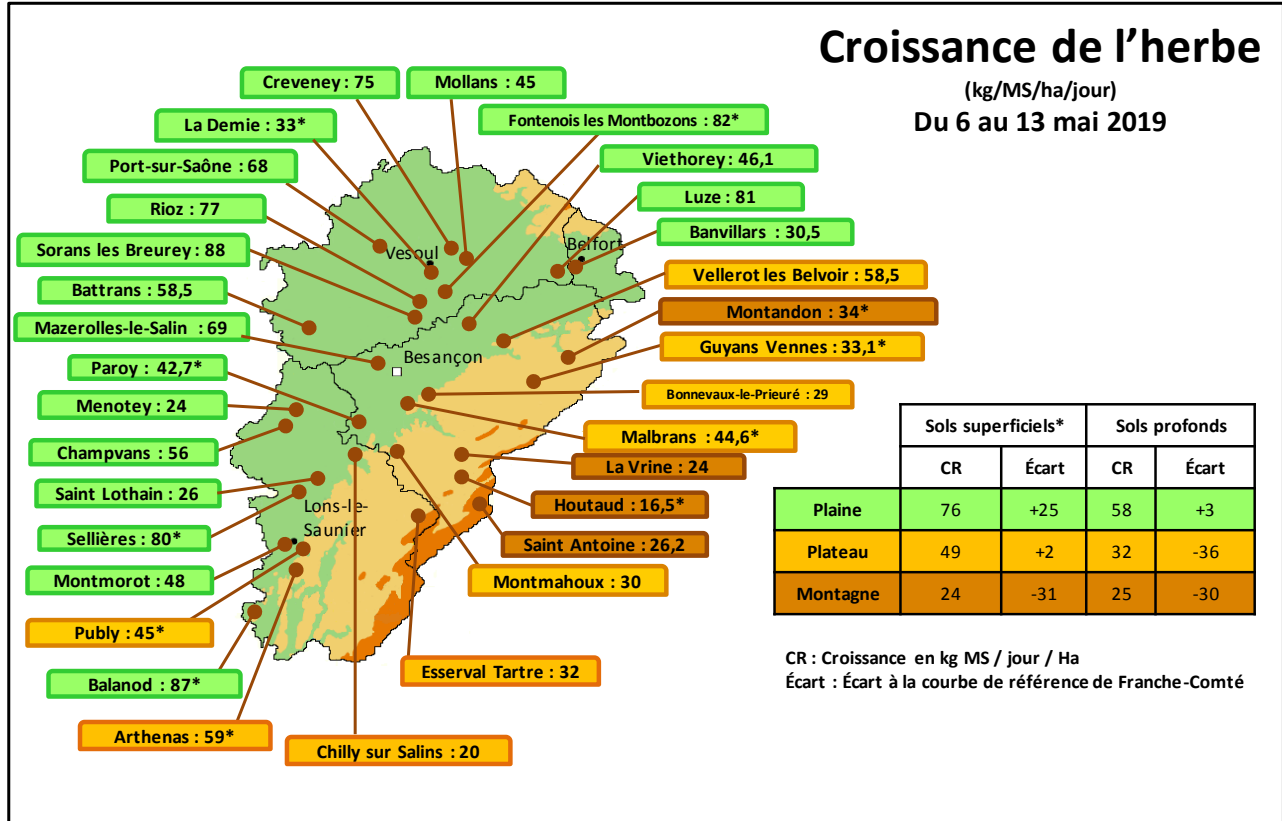 Croissance de l’herbe
(kg/MS/ha/jour)
Du 6 au 13 mai 2019
Creveney : 75
Mollans : 45
La Demie : 33*
Fontenois les Montbozons : 82*
Port-sur-Saône : 68
Viethorey : 46,1
Rioz : 77
Luze : 81
Sorans les Breurey : 88
Banvillars : 30,5
Battrans : 58,5
Vellerot les Belvoir : 58,5
Mazerolles-le-Salin : 69
Montandon : 34*
Paroy : 42,7*
Guyans Vennes : 33,1*
Menotey : 24
Bonnevaux-le-Prieuré : 29
Champvans : 56
Malbrans : 44,6*
Saint Lothain : 26
La Vrine : 24
Sellières : 80*
Houtaud : 16,5*
Montmorot : 48
Saint Antoine : 26,2
Publy : 45*
Montmahoux : 30
Balanod : 87*
Esserval Tartre : 32
Arthenas : 59*
Chilly sur Salins : 20
Vesoul
Belfort
Besançon
Lons-le-
Saunier
Sols superficiels* Sols profonds
CR Écart CR Écart
Plaine 76 +25 58 +3
Plateau 49 +2 32 -36
Montagne 24 -31 25 -30
CR : Croissance en kg MS / jour / Ha
Écart : Écart à la courbe de référence de Franche-Comté